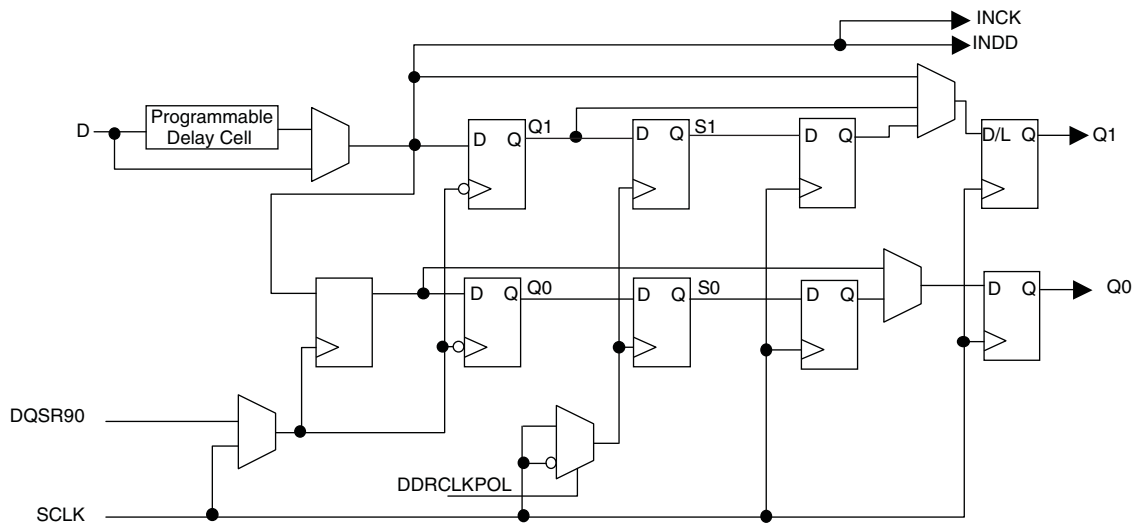 INCK
INDD
D
Programmable
Delay Cell
D Q
Q1
D Q
S1
D Q
D/L Q
Q1
D Q
Q0
D Q
S0
D Q
D Q
Q0
DQSR90
DDRCLKPOL
SCLK